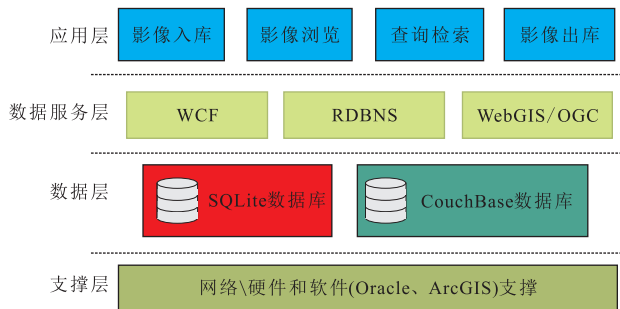 应用层 影像入库 影像浏览 查询检索 影像出库
数据服务层 WCF RDBNS WebGIS/OGC
数据层 SQLite数据库 CouchBase数据库
支撑层 网络\硬件和软件(Oracle、ArcGIS)支撑